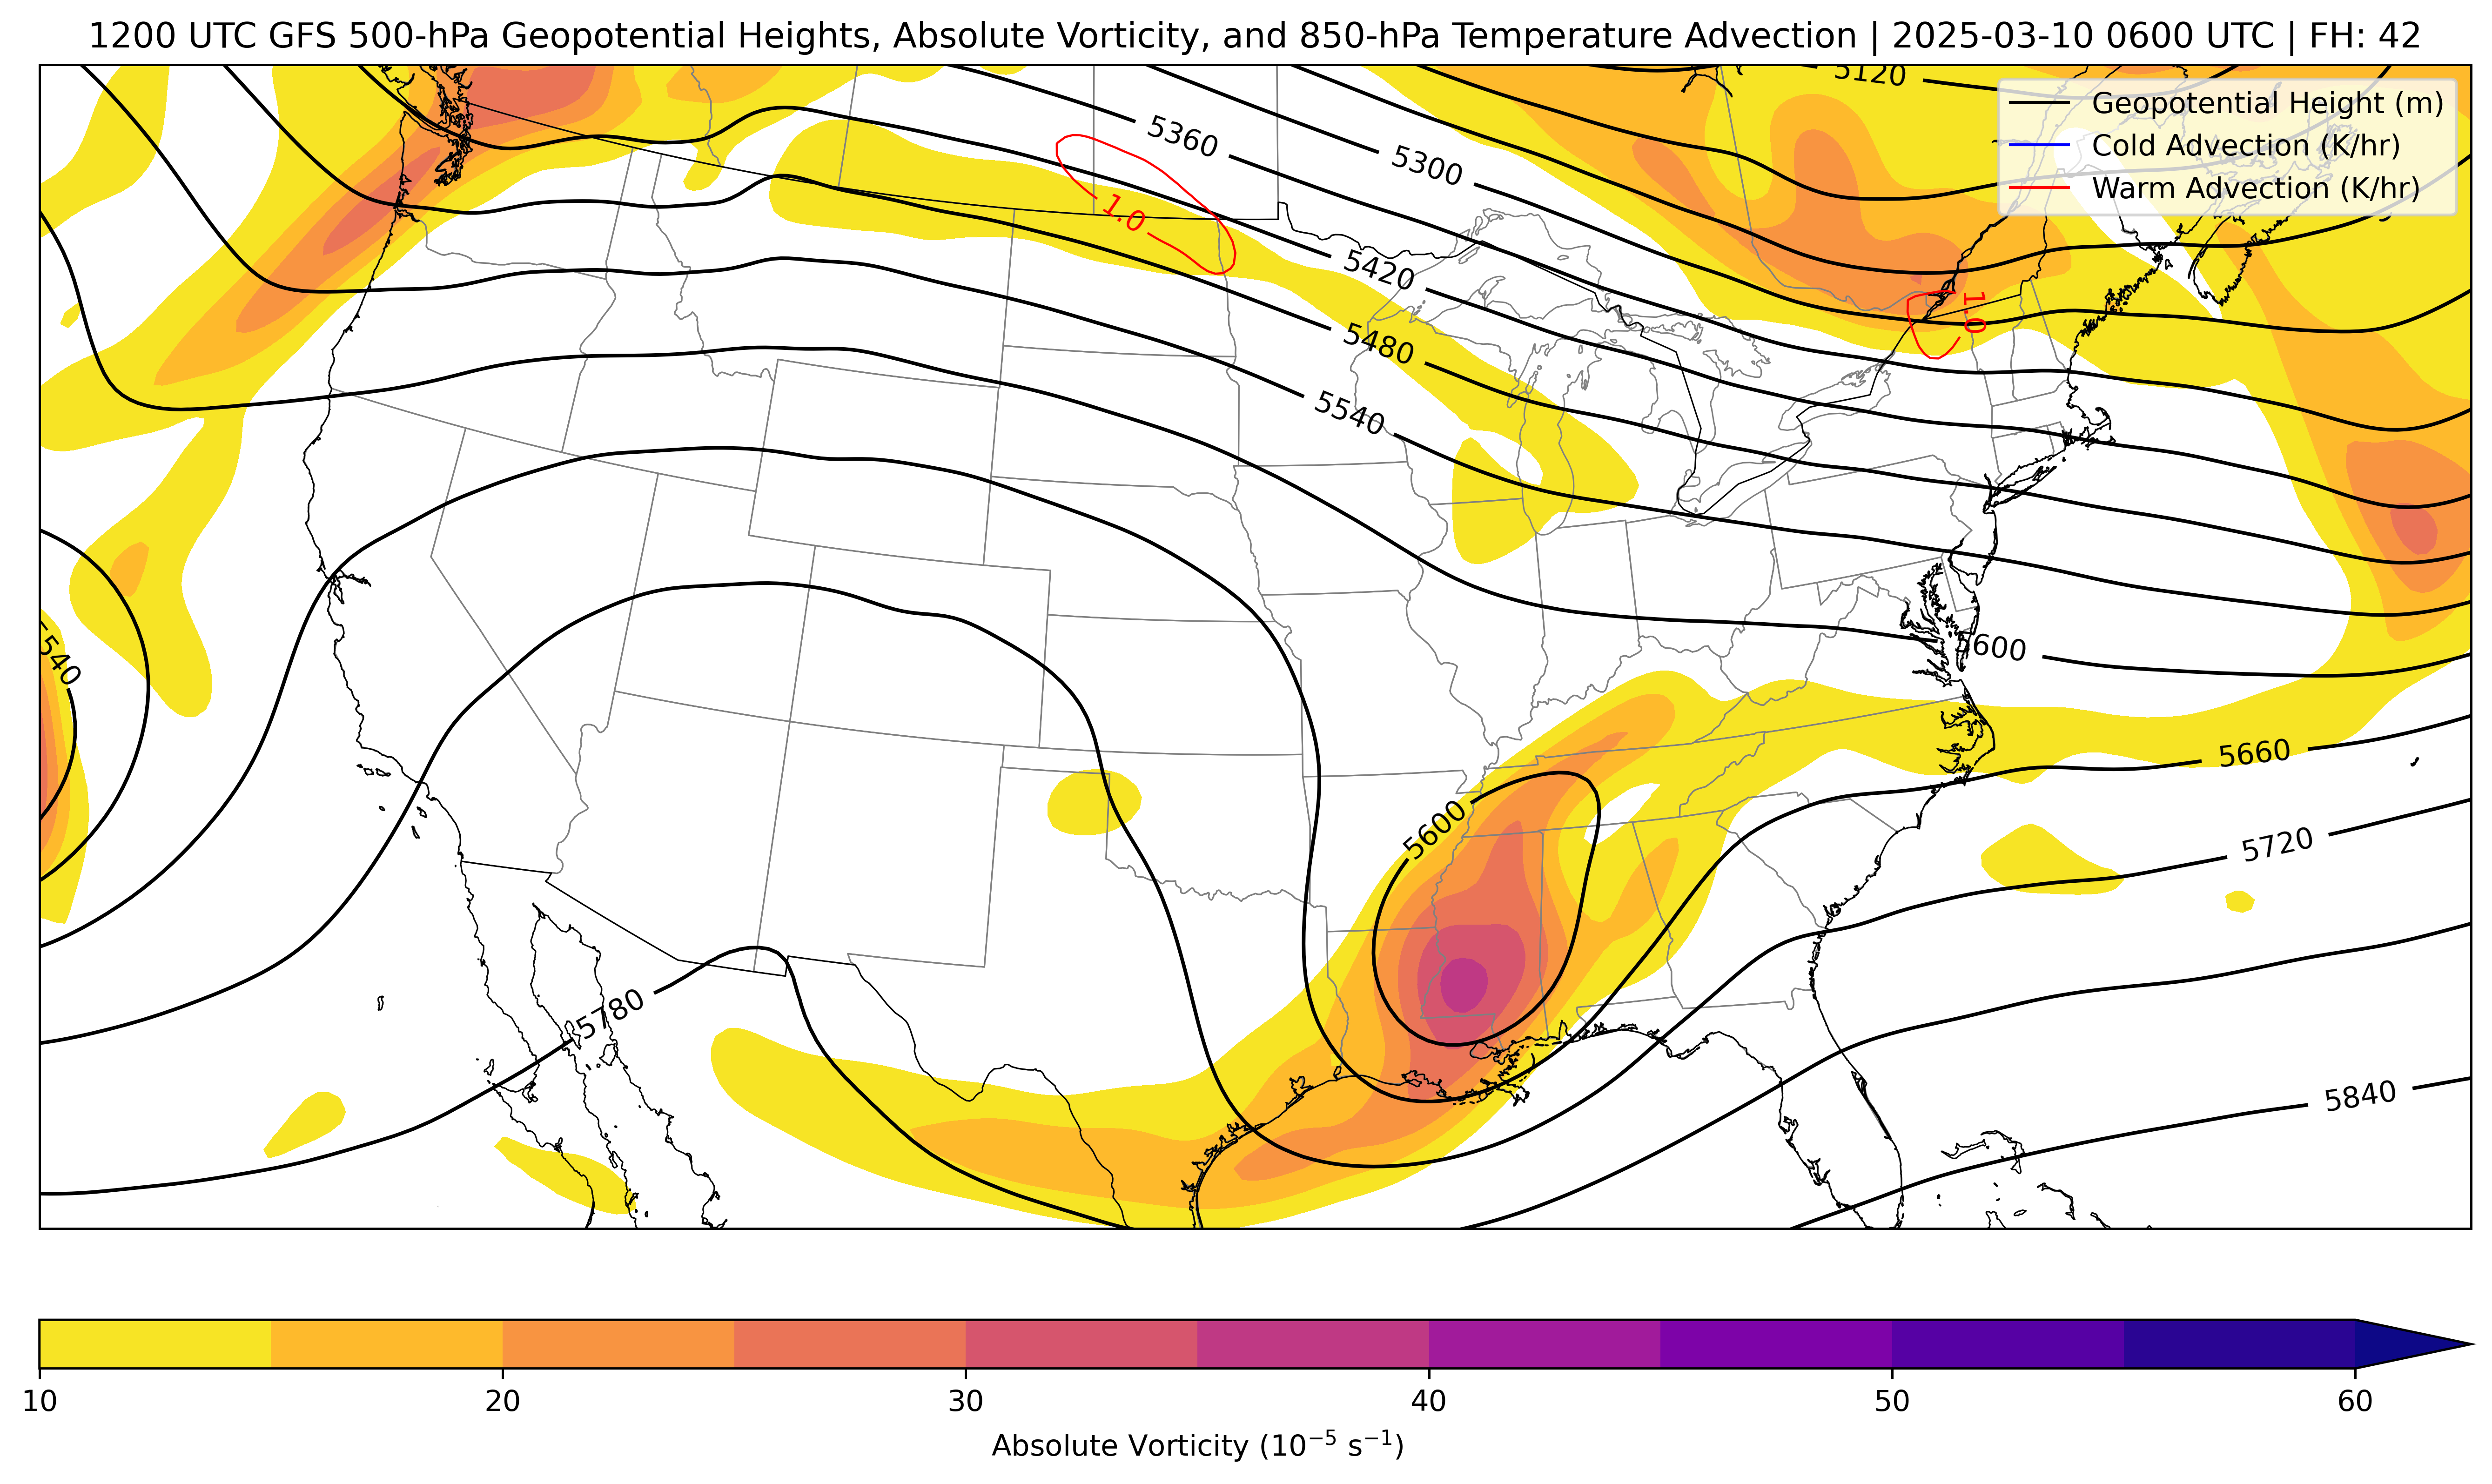 1200 UTC GFS 500-hPa Geopotential Heights, Absolute Vorticity, and 850-hPa Temperature Advection | 2025-03-10 0600 UTC | FH: 42
5120
Geopotential Height (m)
Cold Advection (K/hr)
Warm Advection (K/hr)
5360
5300
1.0
5420
1.0
5480
5540
5600
540
5660
5600
5720
5780
5840
10 20 30 40 50 60
Absolute Vorticity (10⁻⁵ s⁻¹)